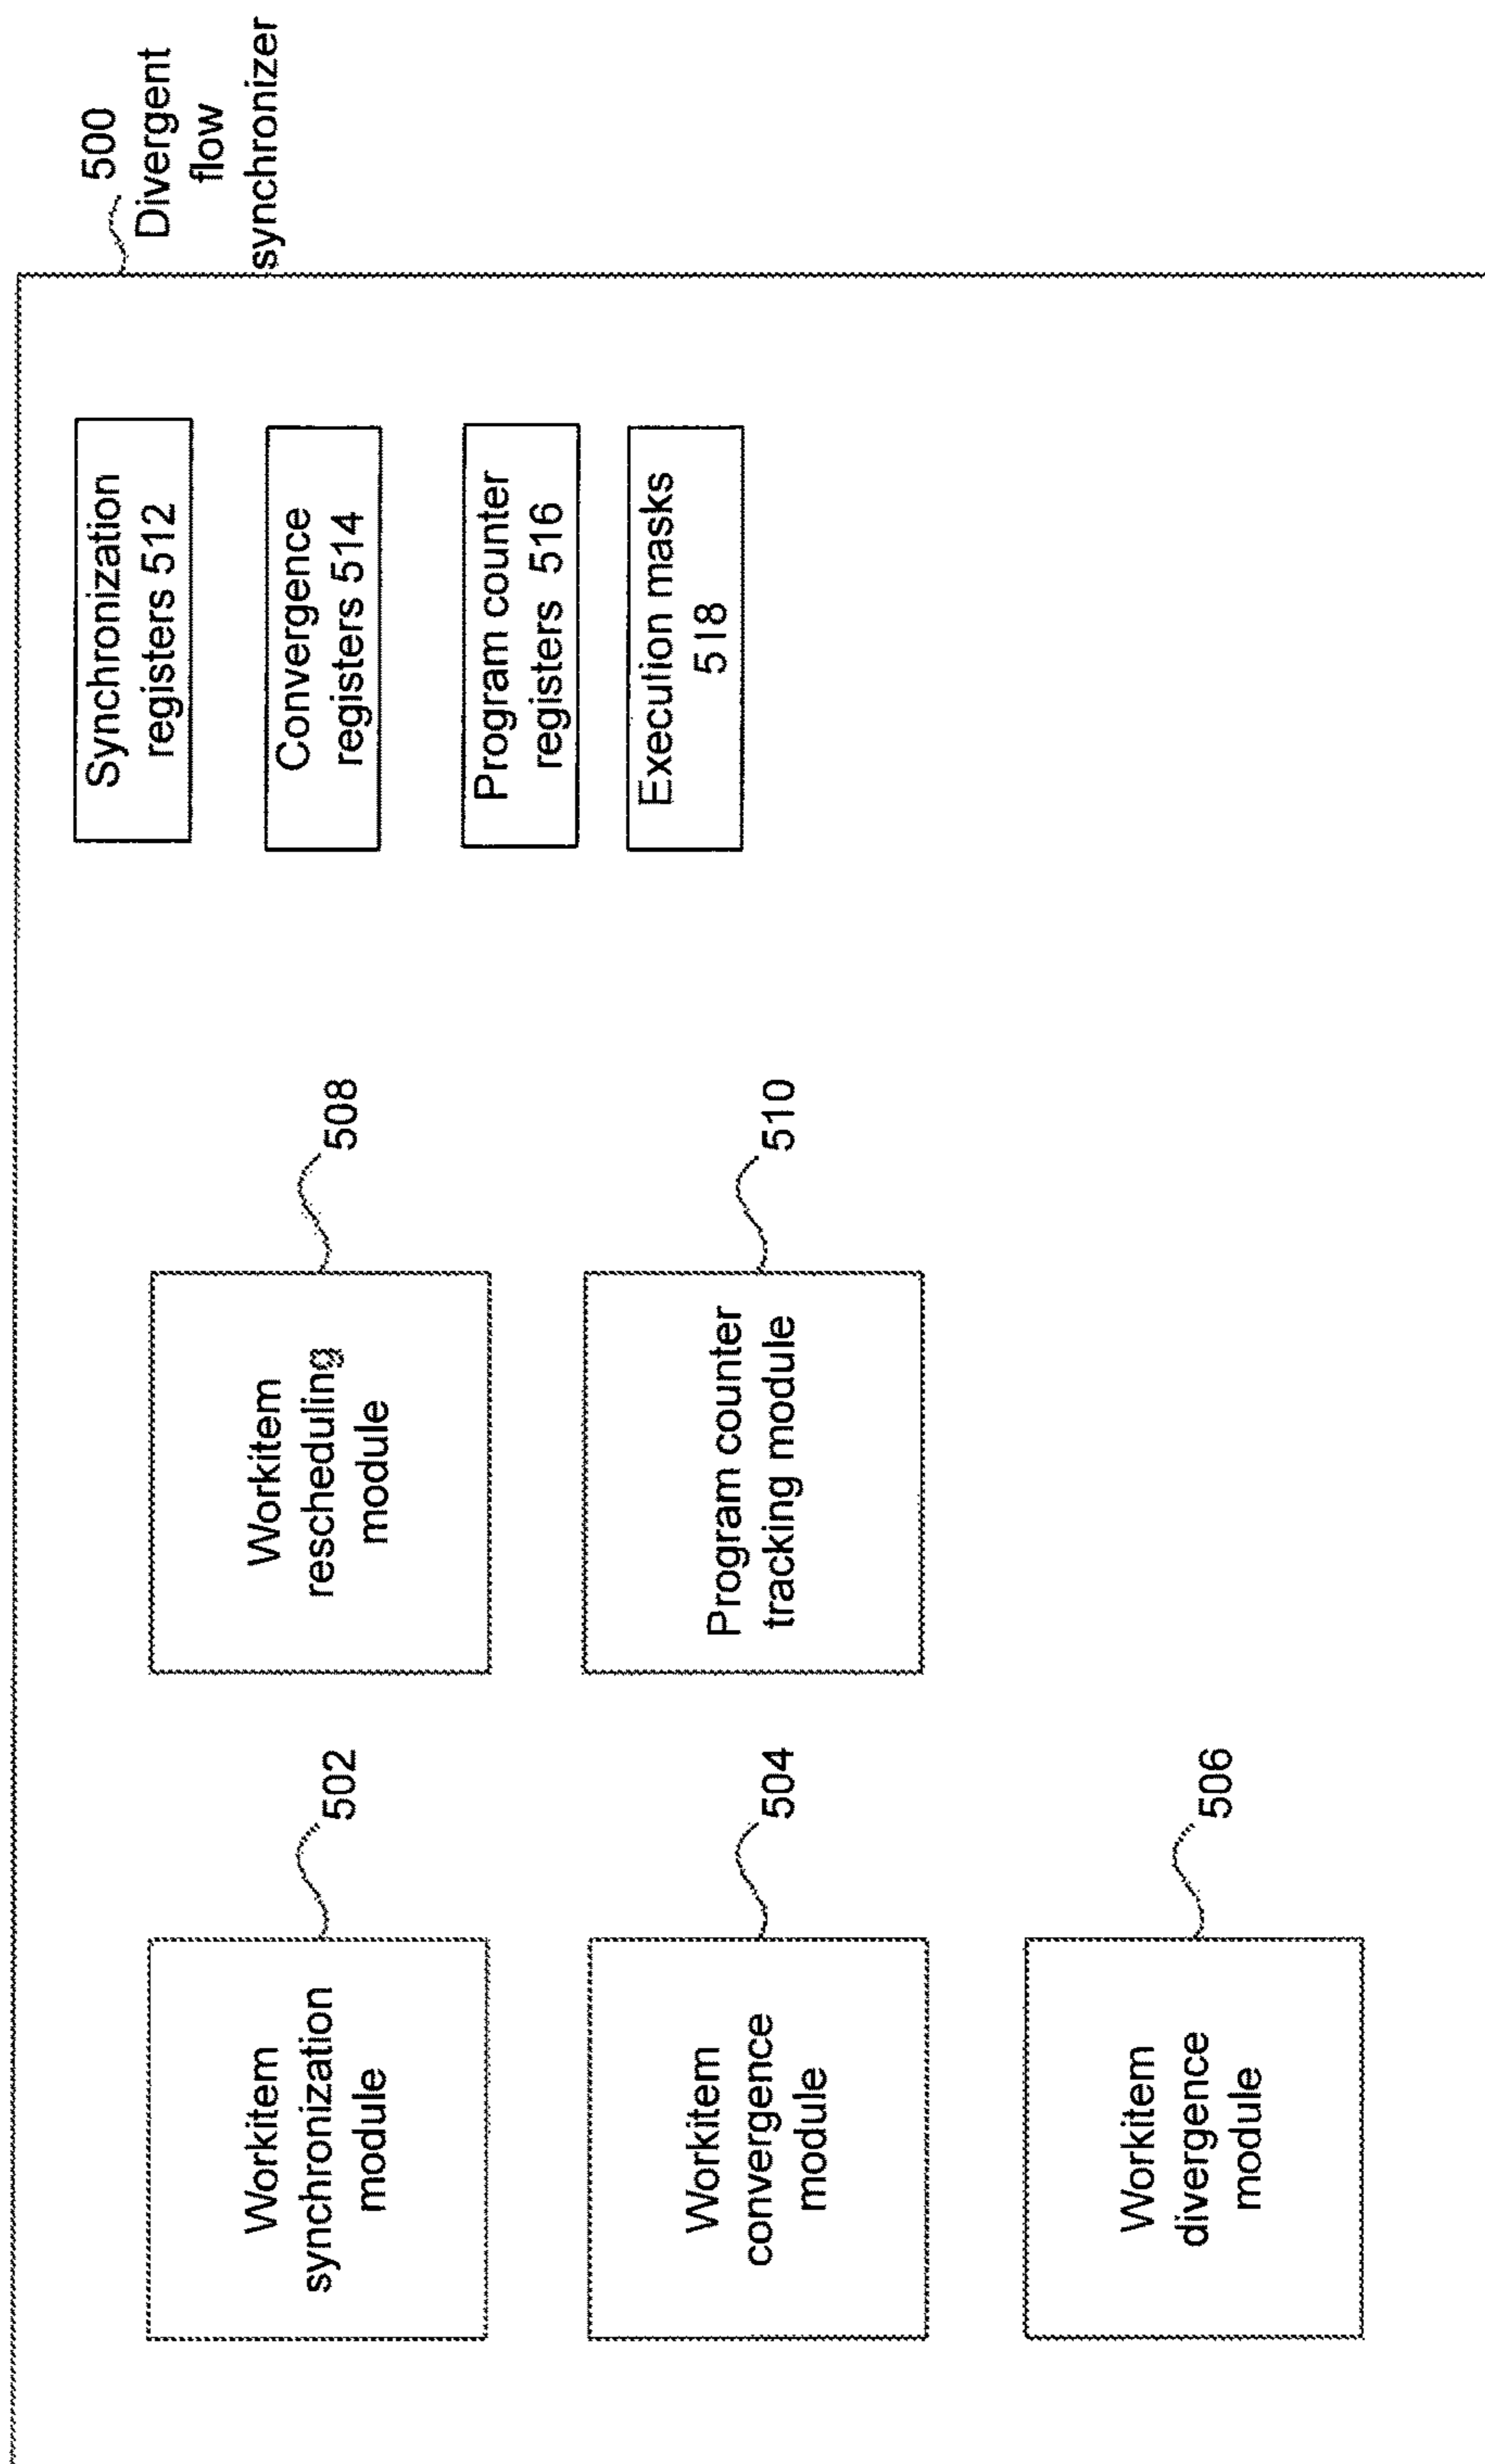 500
Divergent
flow
synchronizer
Workitem
synchronization
module
502
Workitem
rescheduling
module
508
Synchronization
registers 512
Convergence
registers 514
Workitem
convergence
module
504
Program counter
tracking module
510
Program counter
registers 516
Execution masks
518
Workitem
divergence
module
506